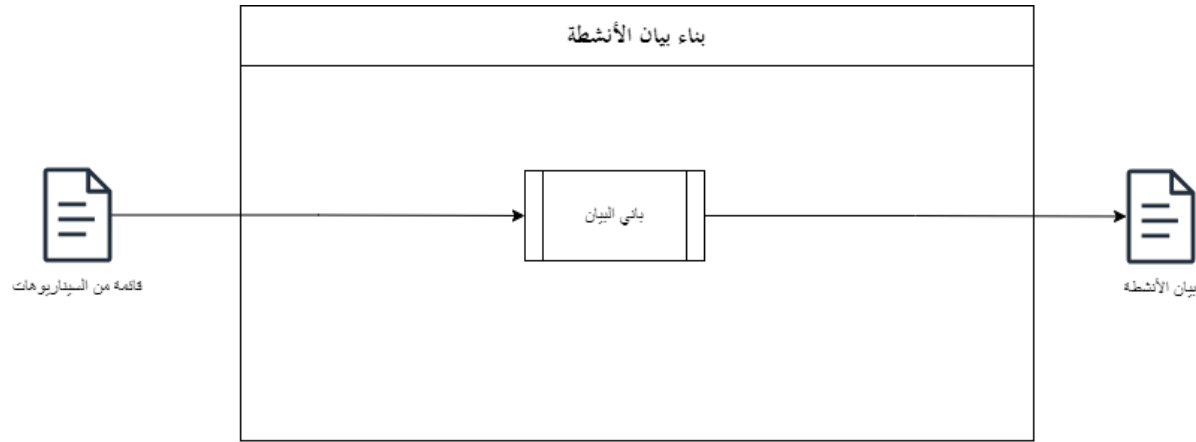 بناء بيان الأنشطة
قائمة من السيناريوهات
باني البيان
بيان الأنشطة